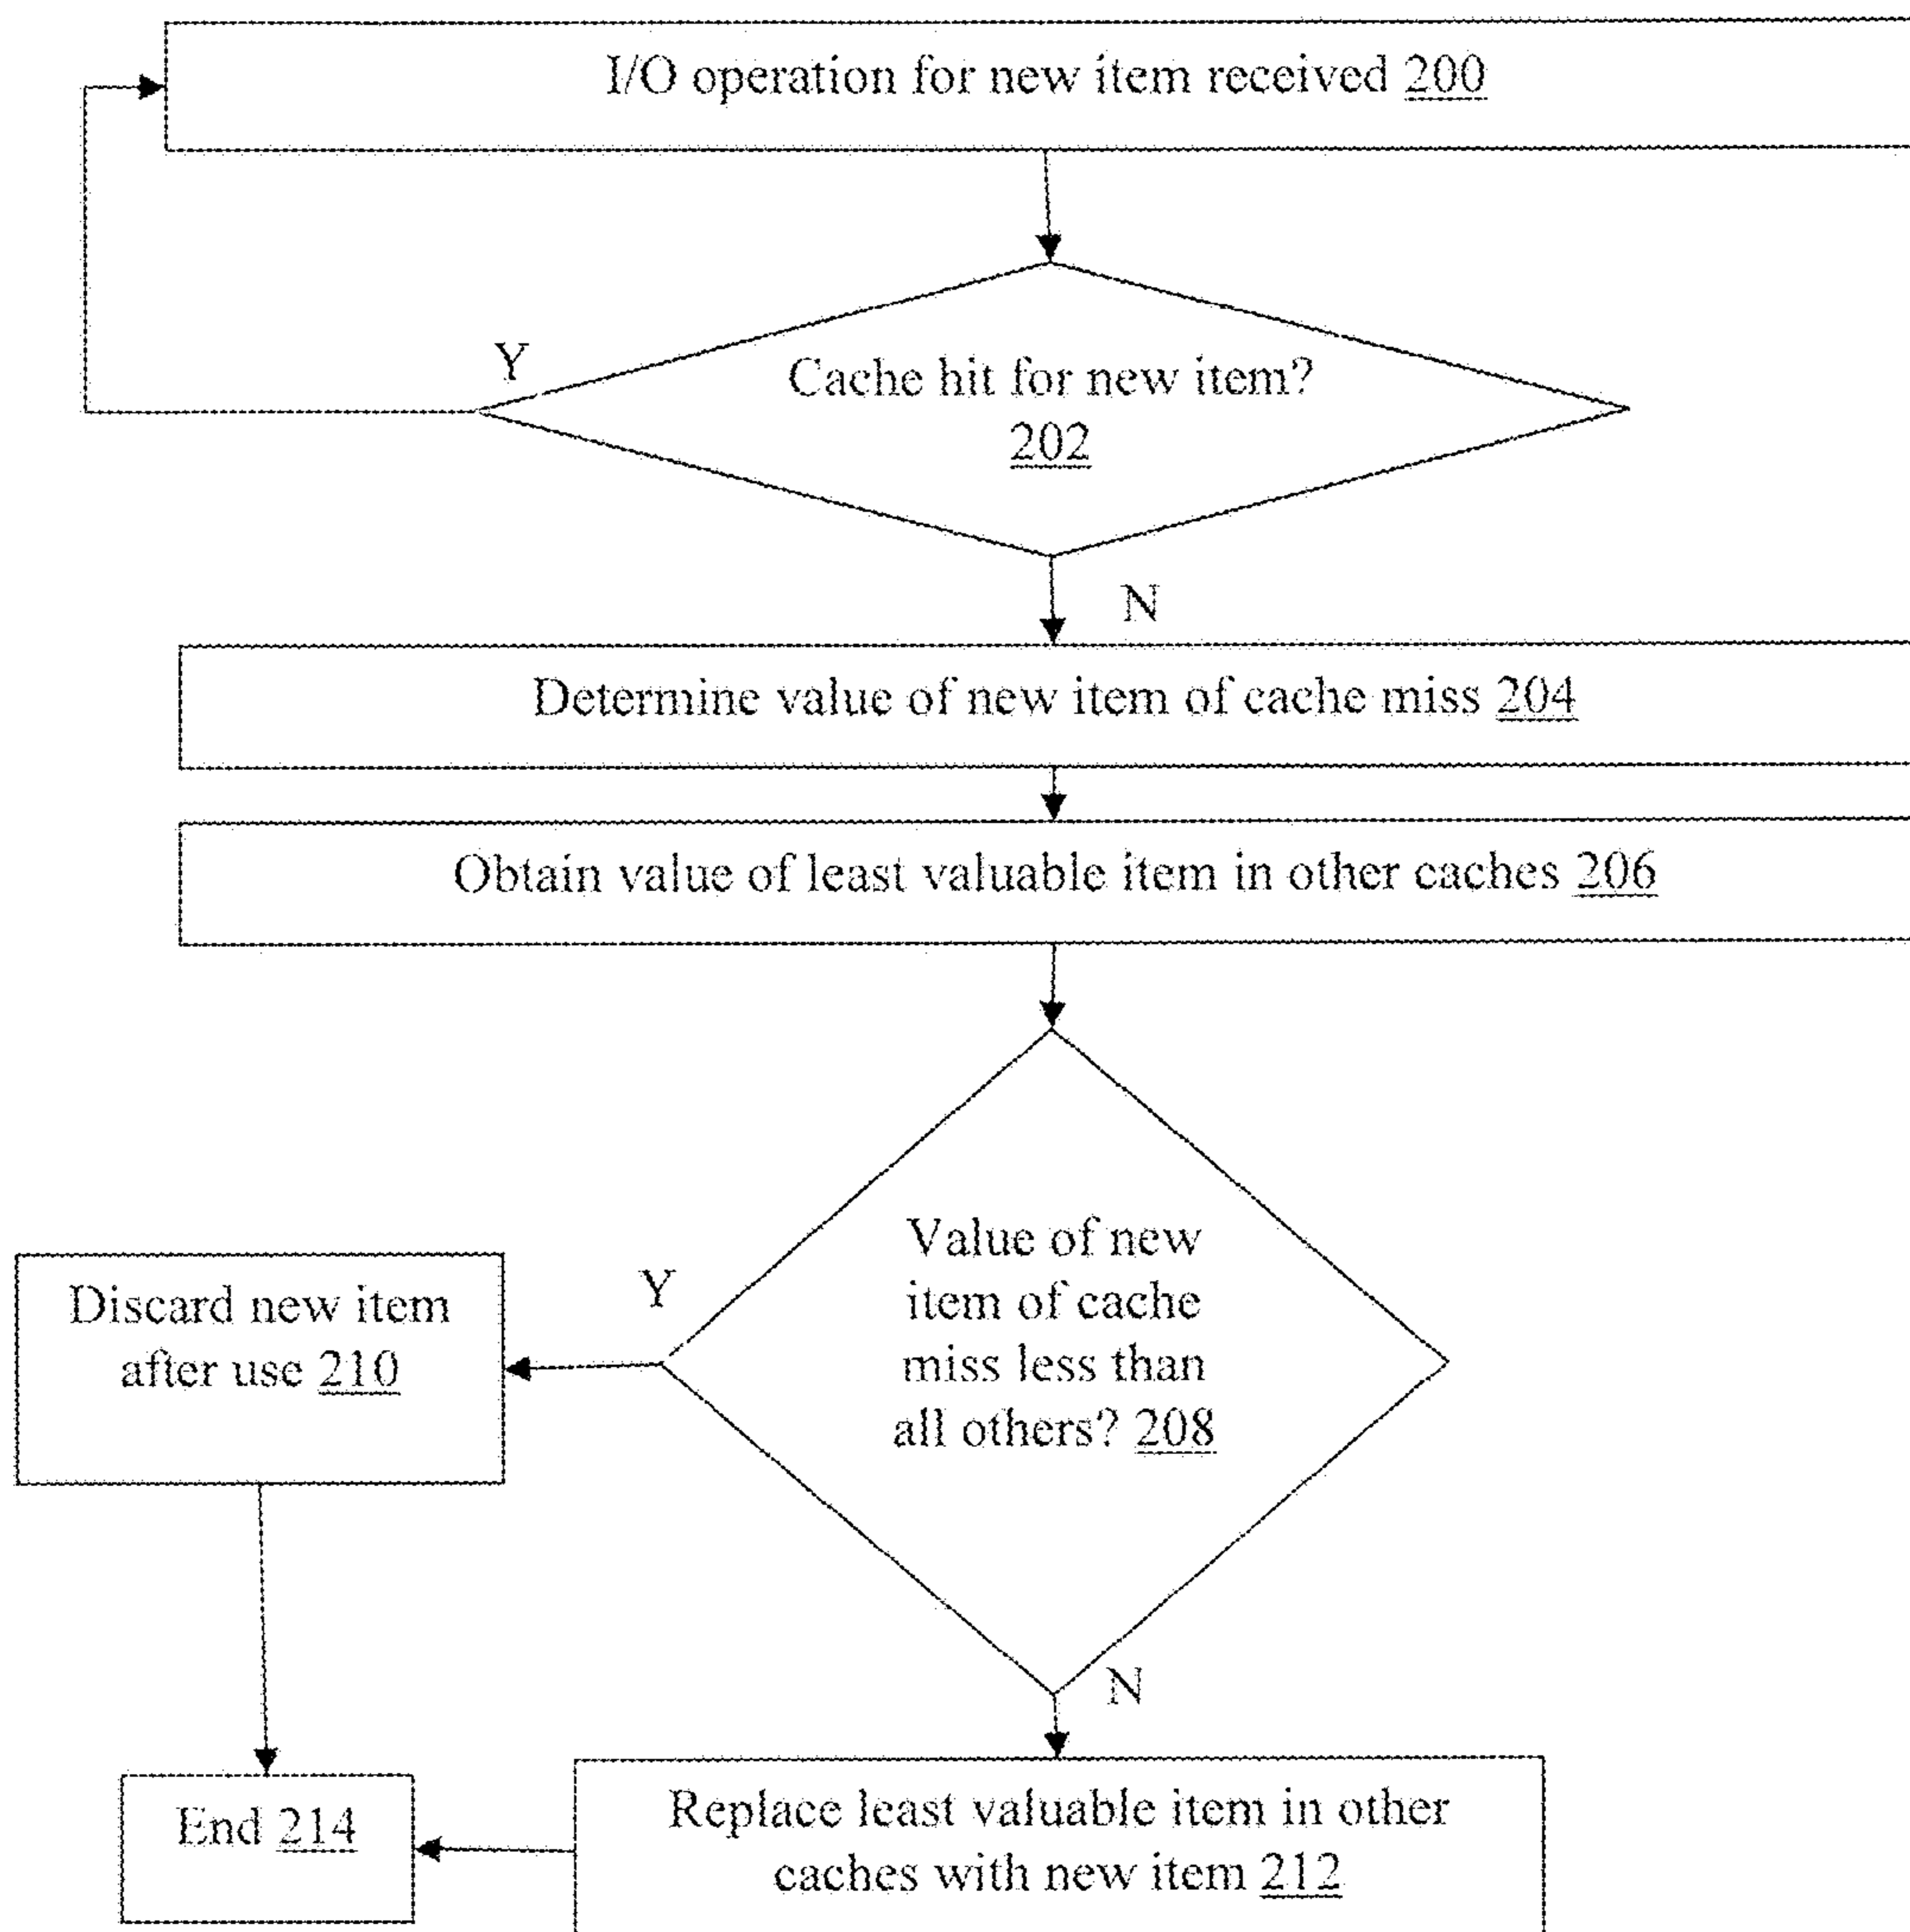 I/O operation for new item received 200
Y
Cache hit for new item?
202
N
Determine value of new item of cache miss 204
Obtain value of least valuable item in other caches 206
Value of new
item of cache
miss less than
all others? 208
Y
Discard new item
after use 210
N
Replace least valuable item in other
caches with new item 212
End 214